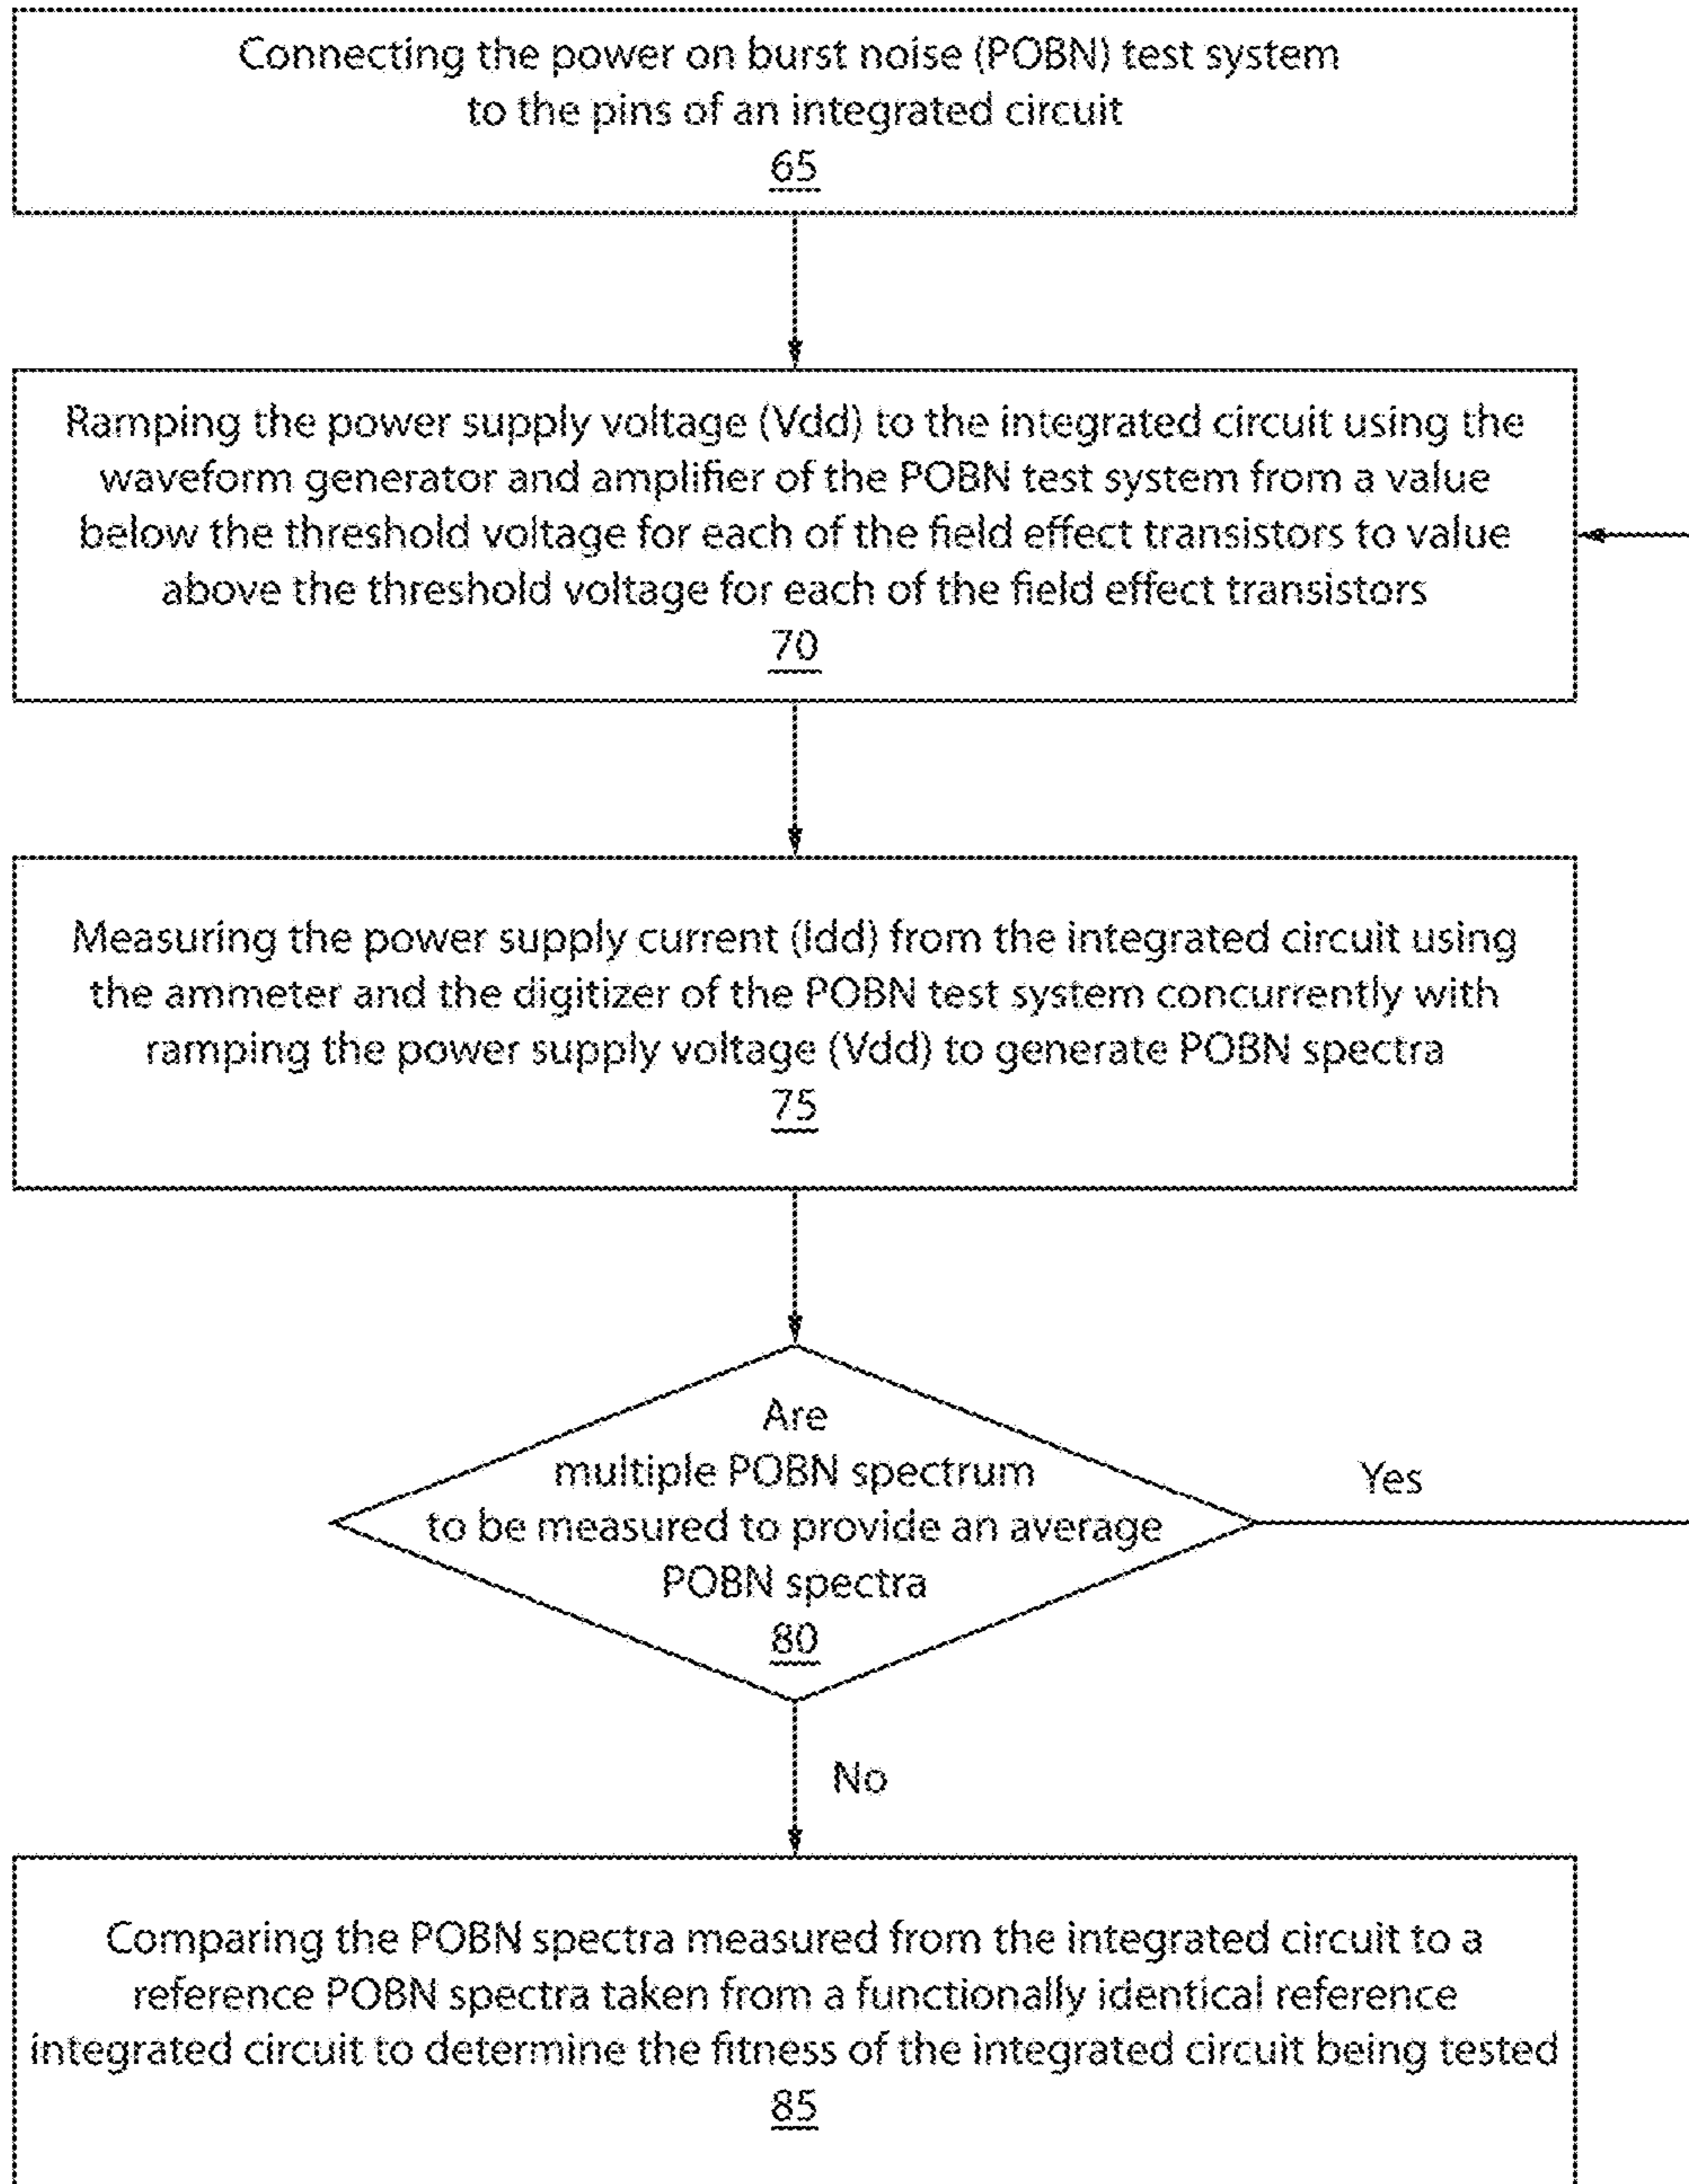 Connecting the power on burst noise (POBN) test system
to the pins of an integrated circuit
65
Ramping the power supply voltage (Vdd) to the integrated circuit using the
waveform generator and amplifier of the POBN test system from a value
below the threshold voltage for each of the field effect transistors to value
above the threshold voltage for each of the field effect transistors
70
Measuring the power supply current (Idd) from the integrated circuit using
the ammeter and the digitizer of the POBN test system concurrently with
ramping the power supply voltage (Vdd) to generate POBN spectra
75
Are
multiple POBN spectrum
to be measured to provide an average
POBN spectra
80
Yes
No
Comparing the POBN spectra measured from the integrated circuit to a
reference POBN spectra taken from a functionally identical reference
integrated circuit to determine the fitness of the integrated circuit being tested
85